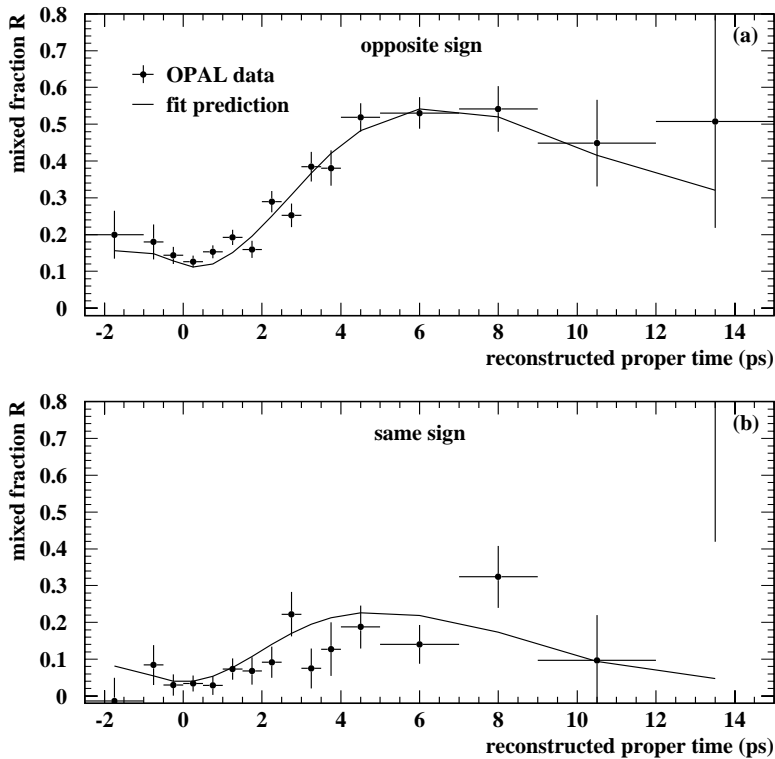 mixed fraction R
0.8
0.7
0.6
0.5
0.4
0.3
0.2
0.1
0
opposite sign
(a)
OPAL data
fit prediction
-2 0 2 4 6 8 10 12 14
reconstructed proper time (ps)
mixed fraction R
0.8
0.7
0.6
0.5
0.4
0.3
0.2
0.1
0
same sign
(b)
-2 0 2 4 6 8 10 12 14
reconstructed proper time (ps)